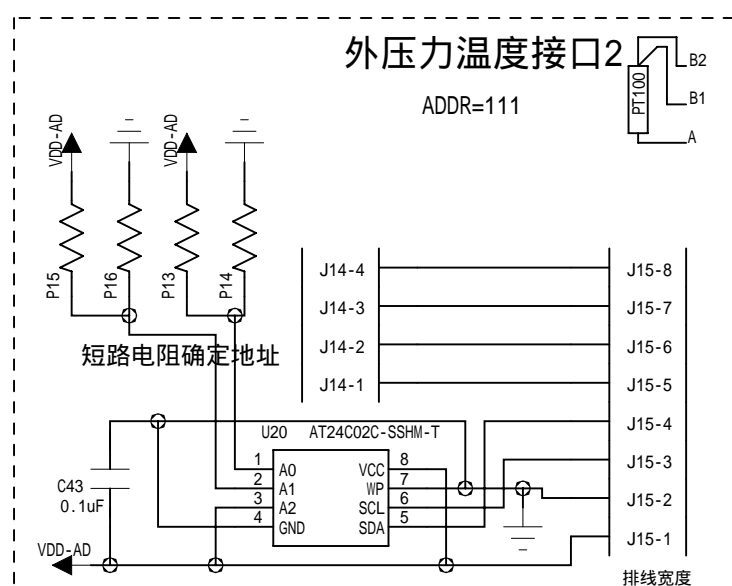 外压力温度接口2
ADDR=111
PT100
B2
B1
A
VDD-AD
VDD-AD
P15
P16
P13
P14
短路电阻确定地址
J14-4
J14-3
J14-2
J14-1
J15-8
J15-7
J15-6
J15-5
J15-4
J15-3
J15-2
J15-1
U20 AT24C02C-SSHM-T
1 A0 VCC 8
2 A1 WP 7
3 A2 SCL 6
4 GND SDA 5
C43
0.1uF
VDD-AD
排线宽度